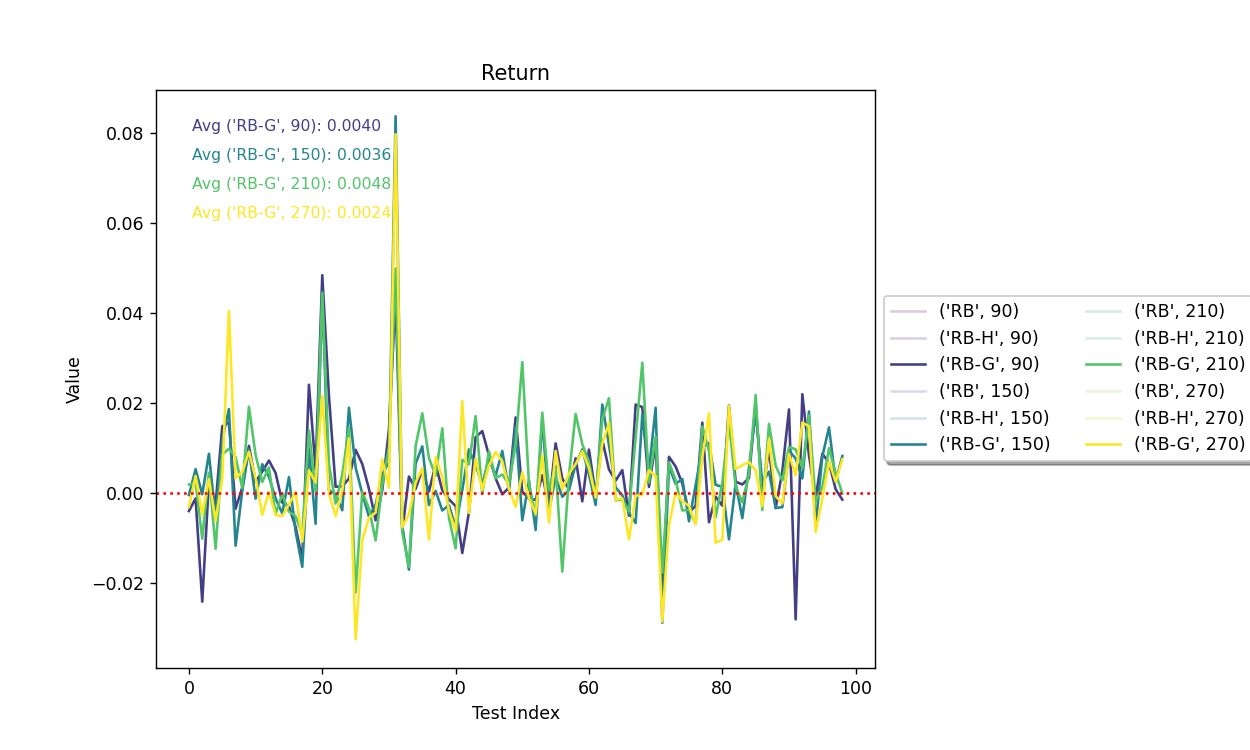 Return
Avg ('RB-G', 90): 0.0040
Avg ('RB-G', 150): 0.0036
Avg ('RB-G', 210): 0.0048
Avg ('RB-G', 270): 0.0024
0.08
0.06
0.04
0.02
0.00
−0.02
Value
0 20 40 60 80 100
Test Index
('RB', 90) ('RB', 210)
('RB-H', 90) ('RB-H', 210)
('RB-G', 90) ('RB-G', 210)
('RB', 150) ('RB', 270)
('RB-H', 150) ('RB-H', 270)
('RB-G', 150) ('RB-G', 270)